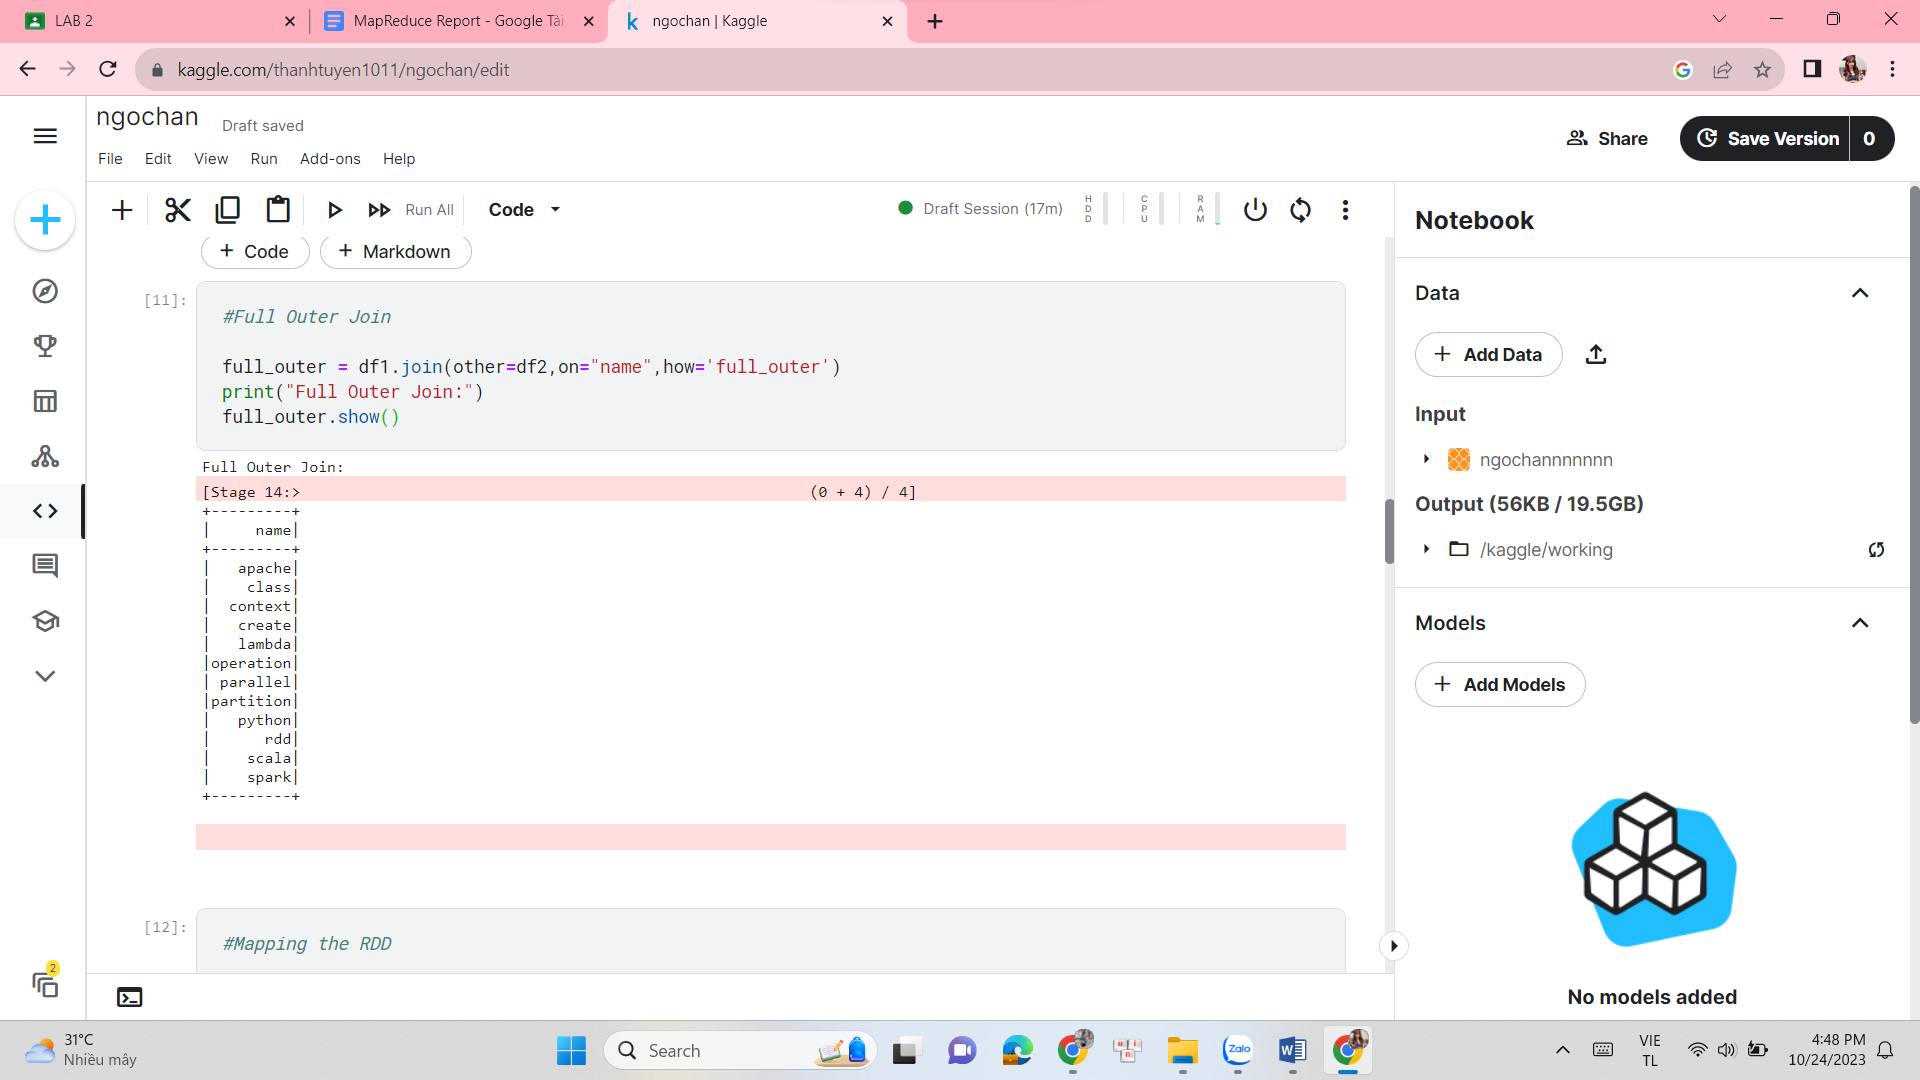 LAB 2
MapReduce Report - Google Tài
ngochan | Kaggle
kaggle.com/thanhtuyen1011/ngochan/edit
ngochan
Draft saved
File Edit View Run Add-ons Help
Share
Save Version 0
Run All
Code
Draft Session (17m)
HDD
CPU
RAM
+ Code
+ Markdown
[11]:
#Full Outer Join
full_outer = df1.join(other=df2,on="name",how='full_outer')
print("Full Outer Join:")
full_outer.show()
Full Outer Join:
[Stage 14:> (0 + 4) / 4]
+---------+
|     name|
+---------+
|   apache|
|    class|
|  context|
|   create|
|   lambda|
|operation|
| parallel|
|partition|
|   python|
|      rdd|
|    scala|
|    spark|
+---------+
[12]:
#Mapping the RDD
Notebook
Data
+ Add Data
Input
ngochannnnnnn
Output (56KB / 19.5GB)
/kaggle/working
Models
+ Add Models
No models added
2
31°C
Nhiều mây
Search
Zalo
VIE
TL
4:48 PM
10/24/2023